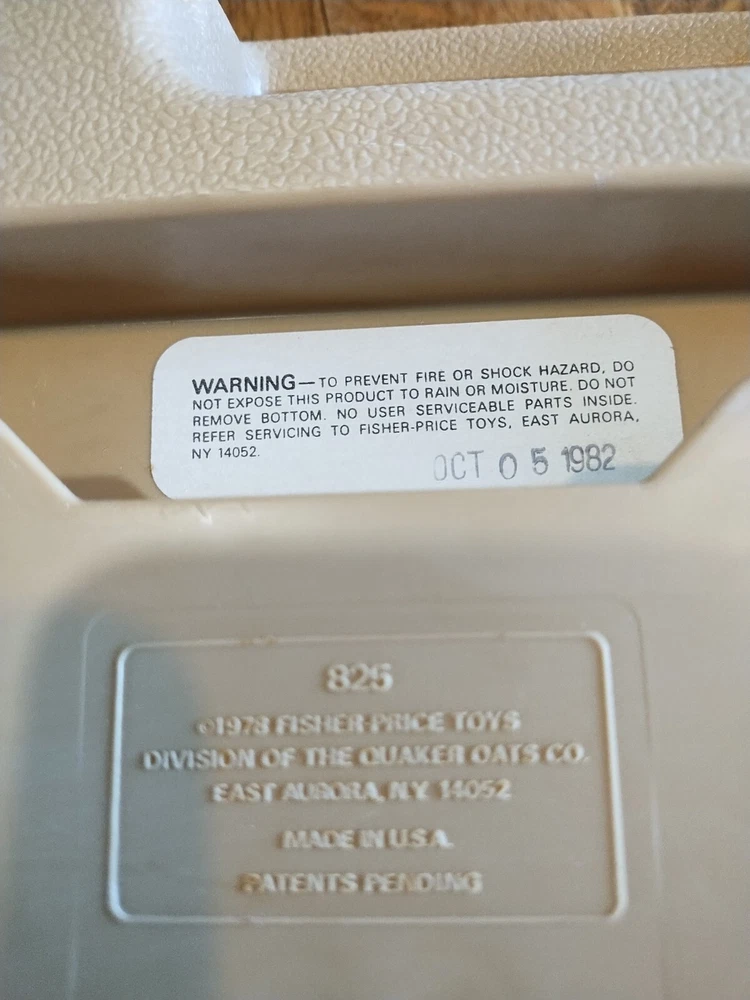 WARNING—TO PREVENT FIRE OR SHOCK HAZARD, DO
NOT EXPOSE THIS PRODUCT TO RAIN OR MOISTURE. DO NOT
REMOVE BOTTOM. NO USER SERVICEABLE PARTS INSIDE.
REFER SERVICING TO FISHER-PRICE TOYS, EAST AURORA,
NY 14052.
OCT 05 1982
825
©1978 FISHER-PRICE TOYS
DIVISION OF THE QUAKER OATS CO.
EAST AURORA, N.Y. 14052
MADE IN U.S.A.
PATENTS PENDING